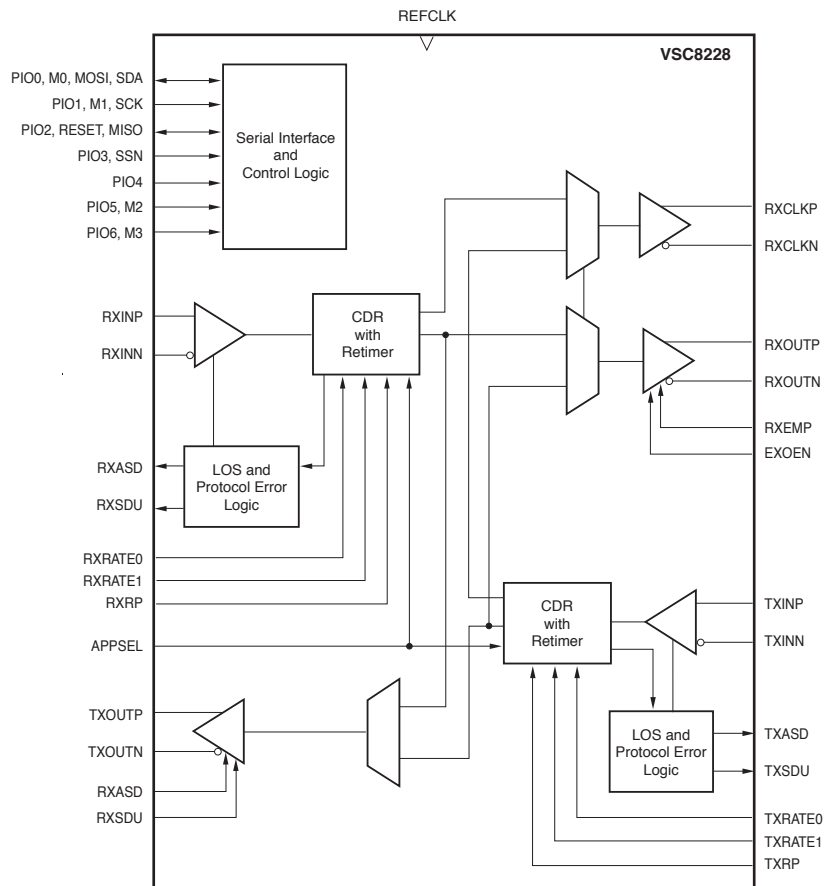 REFCLK
VSC8228
PIO0, M0, MOSI, SDA
PIO1, M1, SCK
PIO2, RESET, MISO
PIO3, SSN
PIO4
PIO5, M2
PIO6, M3
Serial Interface
and
Control Logic
RXCLKP
RXCLKN
RXINP
RXINN
CDR
with
Retimer
RXOUTP
RXOUTN
RXEMP
EXOEN
RXASD
RXSDU
LOS and
Protocol Error
Logic
RXRATE0
RXRATE1
RXRP
APPSEL
CDR
with
Retimer
TXINP
TXINN
TXOUTP
TXOUTN
RXASD
RXSDU
LOS and
Protocol Error
Logic
TXASD
TXSDU
TXRATE0
TXRATE1
TXRP